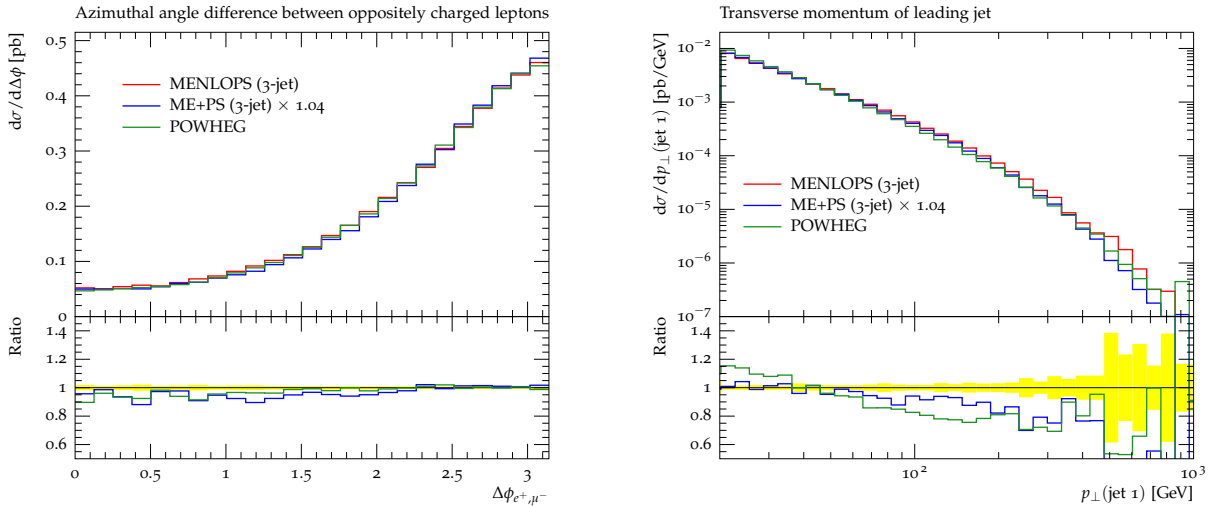 Azimuthal angle difference between oppositely charged leptons
dσ/dΔϕ [pb]
0.5
0.4
0.3
0.2
0.1
0
MENLOPS (3-jet)
ME+PS (3-jet) × 1.04
POWHEG
Ratio
1.4
1.2
1
0.8
0.6
0 0.5 1 1.5 2 2.5 3
Δϕe⁺,μ⁻
Transverse momentum of leading jet
dσ/dp⊥(jet 1) [pb/GeV]
10⁻²
10⁻³
10⁻⁴
10⁻⁵
10⁻⁶
10⁻⁷
MENLOPS (3-jet)
ME+PS (3-jet) × 1.04
POWHEG
Ratio
1.4
1.2
1
0.8
0.6
10² 10³
p⊥(jet 1) [GeV]